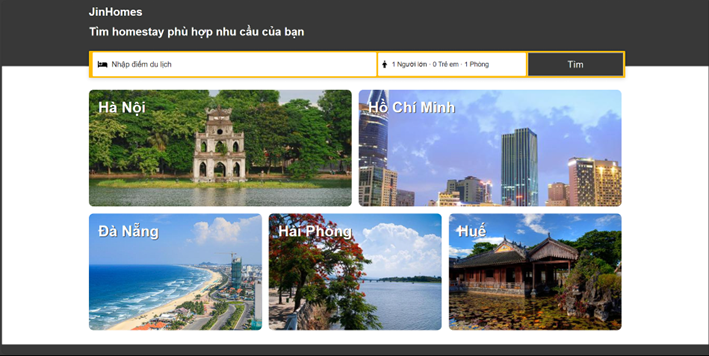 JinHomes
Tìm homestay phù hợp nhu cầu của bạn
Nhập điểm du lịch
1 Người lớn · 0 Trẻ em · 1 Phòng
Tìm
Hà Nội
Hồ Chí Minh
Đà Nẵng
Hải Phòng
Huế